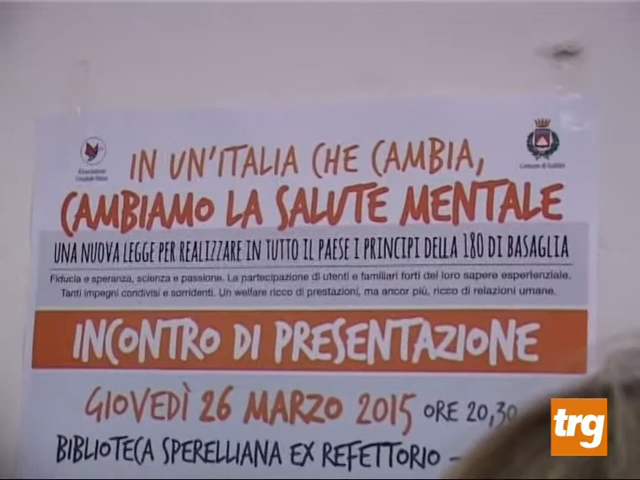 IN UN'ITALIA CHE CAMBIA,
CAMBIAMO LA SALUTE MENTALE
UNA NUOVA LEGGE PER REALIZZARE IN TUTTO IL PAESE I PRINCIPI DELLA 180 DI BASAGLIA
Fiducia e speranza, scienza e passione. La partecipazione di utenti e familiari forti del loro sapere esperienziale.
Tanti impegni condivisi e sorridenti. Un welfare ricco di prestazioni, ma ancor più, ricco di relazioni umane.
INCONTRO DI PRESENTAZIONE
GIOVEDÌ 26 MARZO 2015 ORE 20,30
BIBLIOTECA SPERELLIANA EX REFETTORIO -
trg